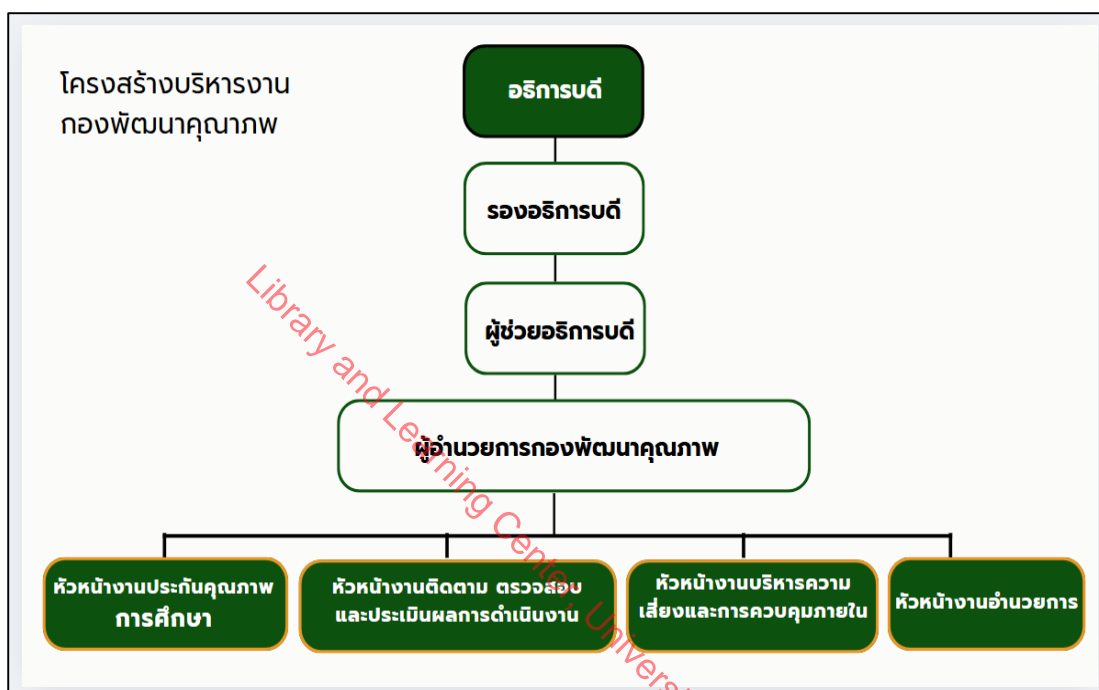 โครงสร้างบริหารงาน
กองพัฒนาคุณาภพ
อธิการบดี
รองอธิการบดี
ผู้ช่วยอธิการบดี
ผู้อำนวยการกองพัฒนาคุณภาพ
หัวหน้างานประกันคุณภาพ
การศึกษา
หัวหน้างานติดตาม ตรวจสอบ
และประเมินผลการดำเนินงาน
หัวหน้างานบริหารความ
เสี่ยงและการควบคุมภายใน
หัวหน้างานอำนวยการ
Library and Learning Center, Universi